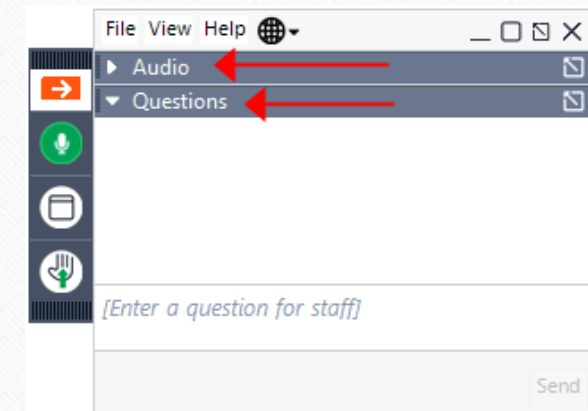 File View Help
Audio
Questions
[Enter a question for staff]
Send